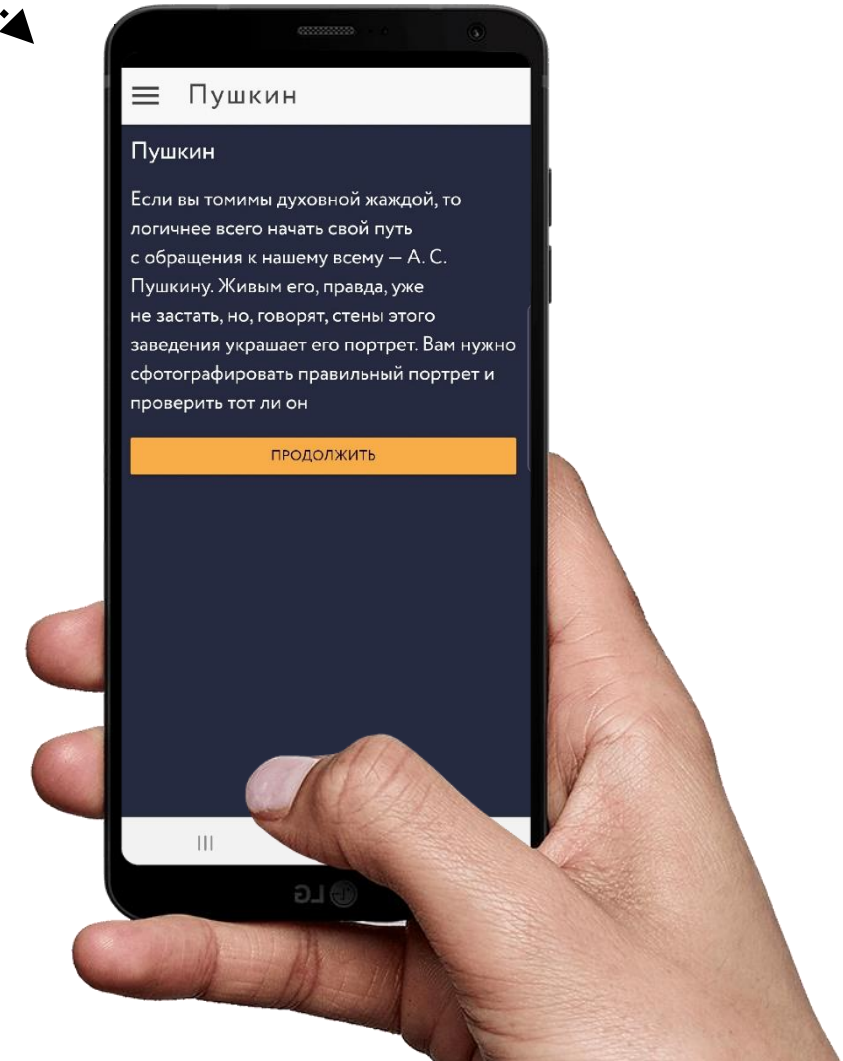 Пушкин
Пушкин
Если вы томимы духовной жаждой, то
логичнее всего начать свой путь
с обращения к нашему всему — А. С.
Пушкину. Живым его, правда, уже
не застать, но, говорят, стены этого
заведения украшает его портрет. Вам нужно
сфотографировать правильный портрет и
проверить тот ли он
ПРОДОЛЖИТЬ
LG